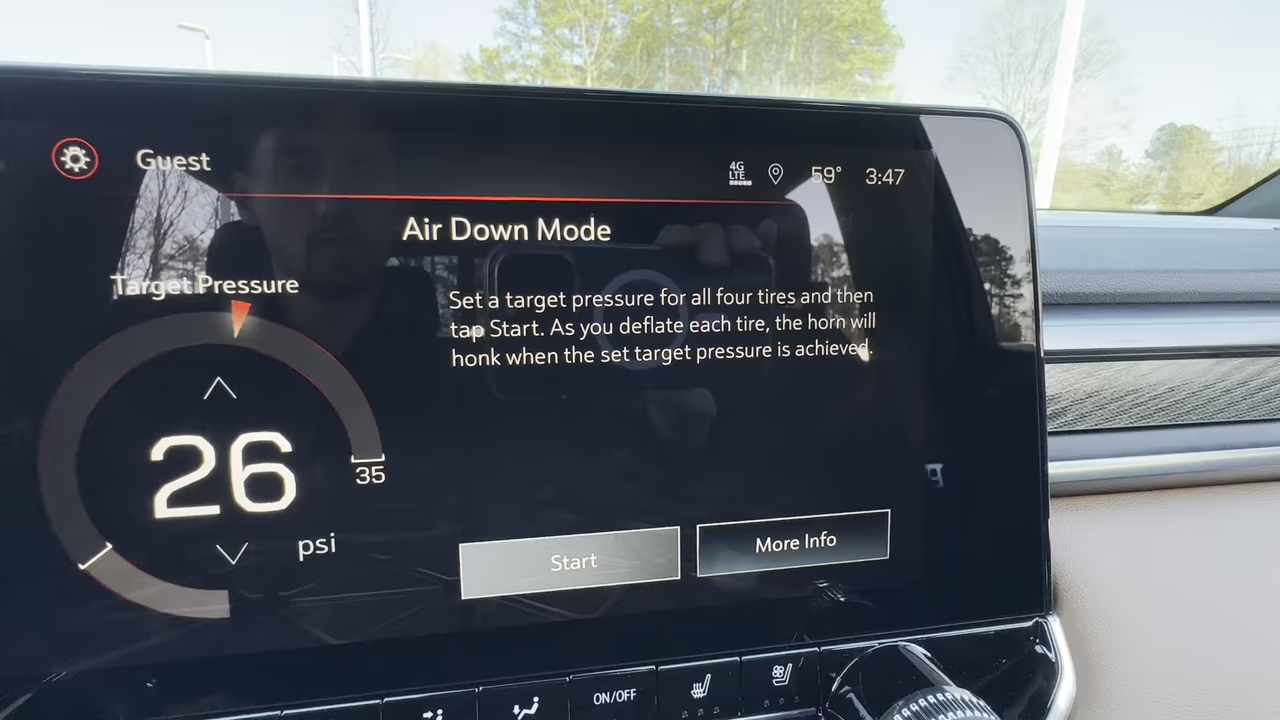 Guest
4G
LTE
59°
3:47
Air Down Mode
Target Pressure
Set a target pressure for all four tires and then
tap Start. As you deflate each tire, the horn will
honk when the set target pressure is achieved.
26
35
psi
Start
More Info
ON/OFF